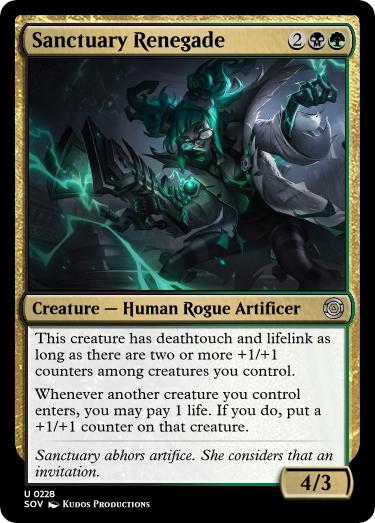 Sanctuary Renegade 2
Creature — Human Rogue Artificer
This creature has deathtouch and lifelink as
long as there are two or more +1/+1
counters among creatures you control.
Whenever another creature you control
enters, you may pay 1 life. If you do, put a
+1/+1 counter on that creature.
Sanctuary abhors artifice. She considers that an
invitation.
4/3
U 0228
SOV Kudos Productions